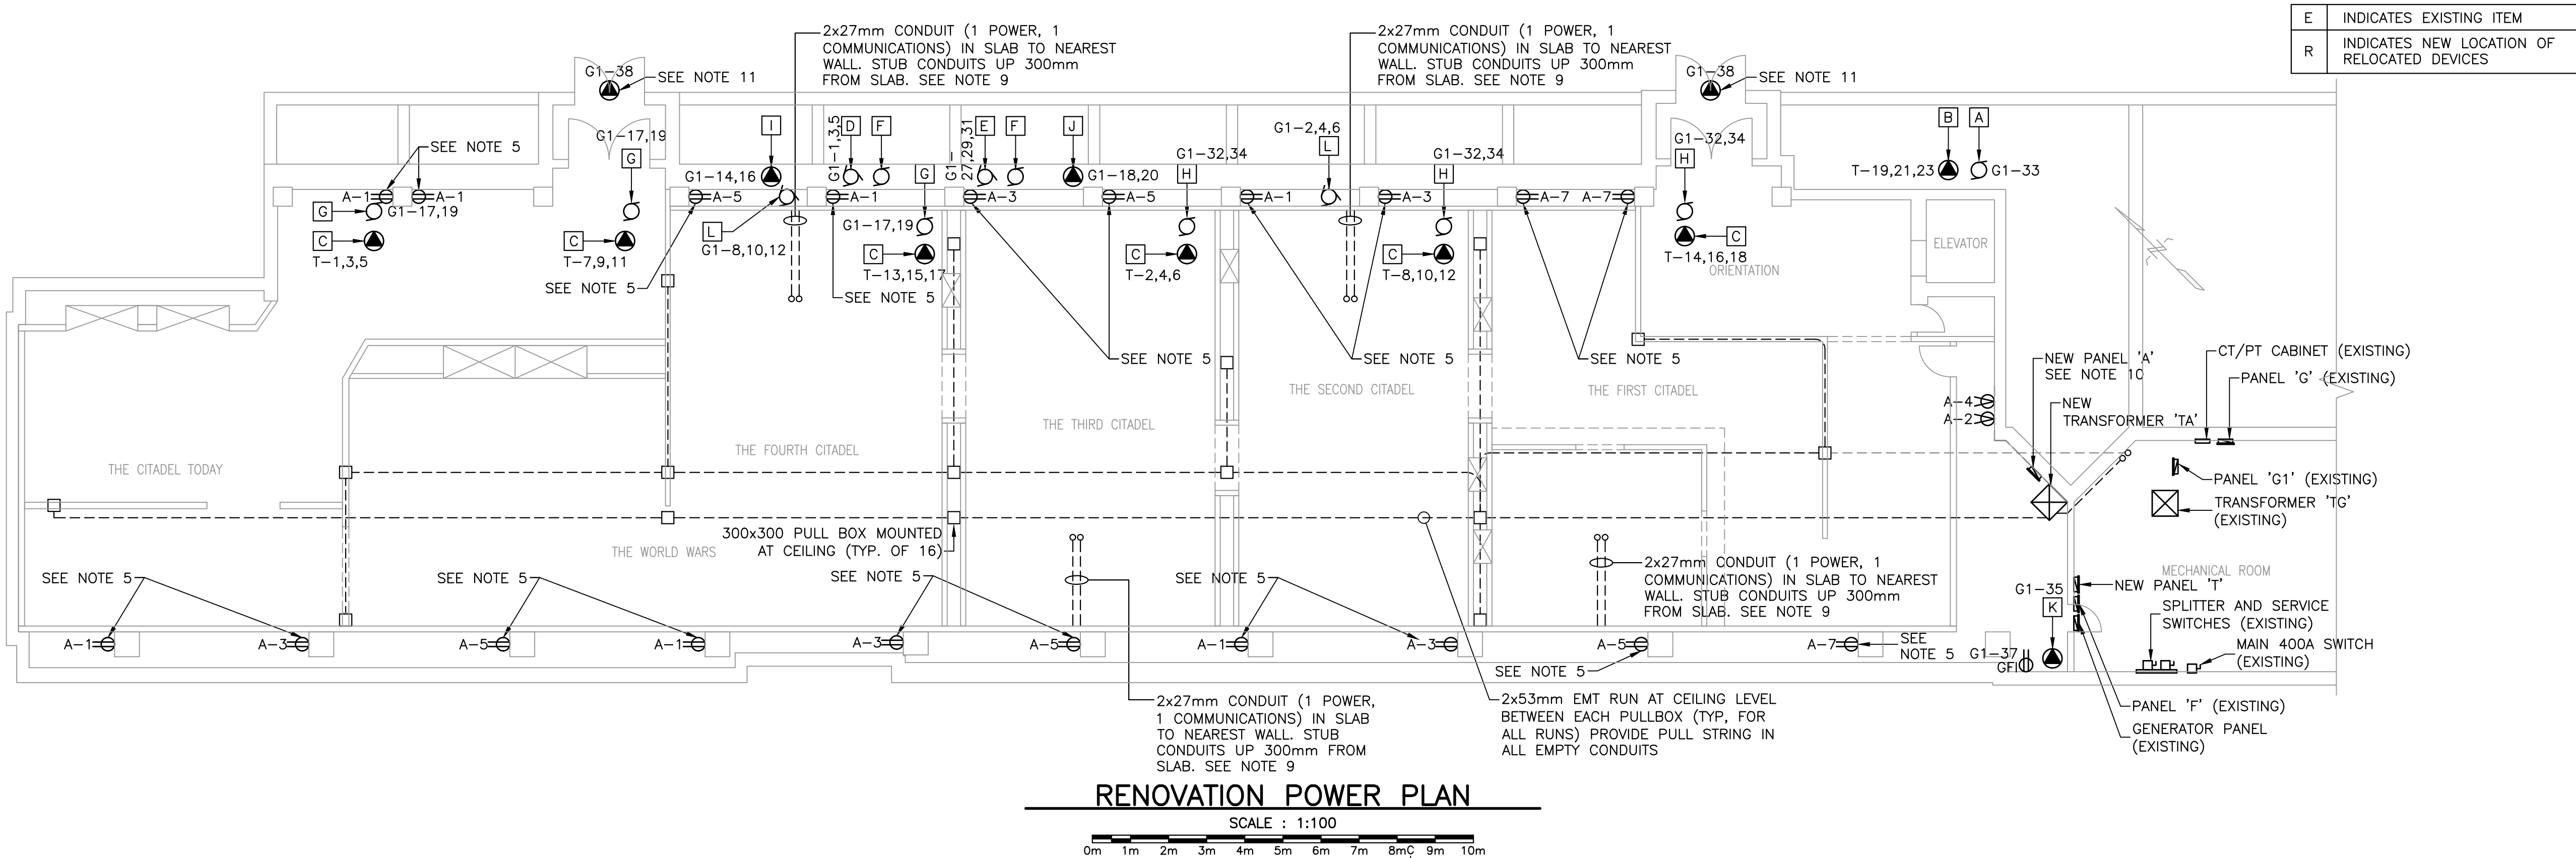 E INDICATES EXISTING ITEM
R INDICATES NEW LOCATION OF
RELOCATED DEVICES
2x27mm CONDUIT (1 POWER, 1
COMMUNICATIONS) IN SLAB TO NEAREST
WALL. STUB CONDUITS UP 300mm
FROM SLAB. SEE NOTE 9
2x27mm CONDUIT (1 POWER, 1
COMMUNICATIONS) IN SLAB TO NEAREST
WALL. STUB CONDUITS UP 300mm
FROM SLAB. SEE NOTE 9
G1-38
SEE NOTE 11
G1-38
SEE NOTE 11
G1-17,19
G
SEE NOTE 5
A-1
A-1
G
G1-17,19
C
T-1,3,5
C
T-7,9,11
I
G1-14,16
G1-1,3,5
D
F
G1-
27,29,31
E
F
J
G1-18,20
G1-2,4,6
L
G1-32,34
H
G1-32,34
H
G1-32,34
H
B
A
T-19,21,23
G1-33
A-5
A-1
G
A-3
A-5
A-1
A-3
A-7
A-7
L
G1-8,10,12
G1-17,19
C
T-13,15,17
C
T-2,4,6
C
T-8,10,12
C
T-14,16,18
ORIENTATION
ELEVATOR
SEE NOTE 5
SEE NOTE 5
SEE NOTE 5
SEE NOTE 5
SEE NOTE 5
NEW PANEL 'A'
SEE NOTE 10
CT/PT CABINET (EXISTING)
PANEL 'G' (EXISTING)
NEW
TRANSFORMER 'TA'
A-4
A-2
THE CITADEL TODAY
THE FOURTH CITADEL
THE THIRD CITADEL
THE SECOND CITADEL
THE FIRST CITADEL
PANEL 'G1' (EXISTING)
TRANSFORMER 'TG'
(EXISTING)
300x300 PULL BOX MOUNTED
AT CEILING (TYP. OF 16)
THE WORLD WARS
2x27mm CONDUIT (1 POWER, 1
COMMUNICATIONS) IN SLAB TO NEAREST
WALL. STUB CONDUITS UP 300mm
FROM SLAB. SEE NOTE 9
MECHANICAL ROOM
NEW PANEL 'T'
G1-35
K
SPLITTER AND SERVICE
SWITCHES (EXISTING)
MAIN 400A SWITCH
(EXISTING)
SEE NOTE 5
SEE NOTE 5
SEE NOTE 5
SEE NOTE 5
A-1
A-3
A-5
A-1
A-3
A-5
A-1
A-3
A-5
A-7
SEE
NOTE 5
G1-37
GFI
SEE NOTE 5
2x27mm CONDUIT (1 POWER,
1 COMMUNICATIONS) IN SLAB
TO NEAREST WALL. STUB
CONDUITS UP 300mm FROM
SLAB. SEE NOTE 9
2x53mm EMT RUN AT CEILING LEVEL
BETWEEN EACH PULLBOX (TYP, FOR
ALL RUNS) PROVIDE PULL STRING IN
ALL EMPTY CONDUITS
PANEL 'F' (EXISTING)
GENERATOR PANEL
(EXISTING)
RENOVATION POWER PLAN
SCALE : 1:100
0m 1m 2m 3m 4m 5m 6m 7m 8m 9m 10m